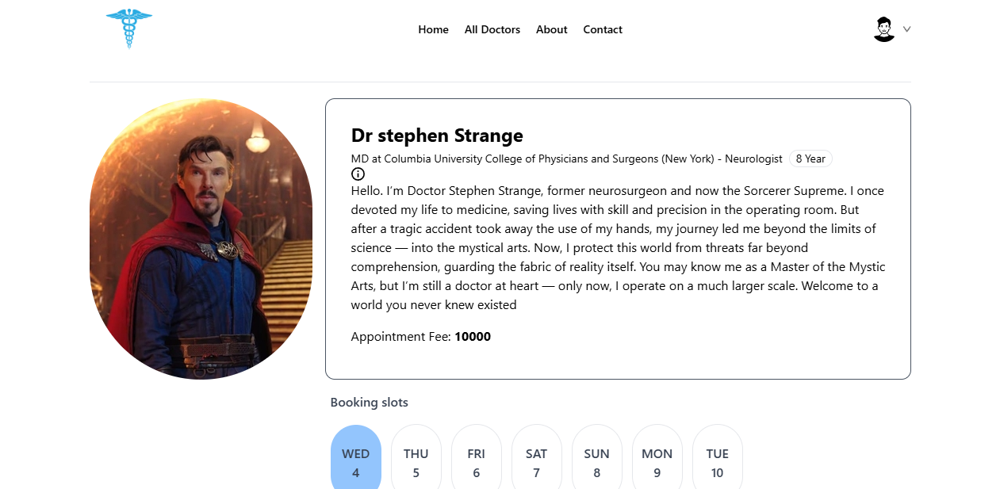 Home All Doctors About Contact
Dr stephen Strange
MD at Columbia University College of Physicians and Surgeons (New York) - Neurologist 8 Year
Hello. I’m Doctor Stephen Strange, former neurosurgeon and now the Sorcerer Supreme. I once
devoted my life to medicine, saving lives with skill and precision in the operating room. But
after a tragic accident took away the use of my hands, my journey led me beyond the limits of
science — into the mystical arts. Now, I protect this world from threats far beyond
comprehension, guarding the fabric of reality itself. You may know me as a Master of the Mystic
Arts, but I’m still a doctor at heart — only now, I operate on a much larger scale. Welcome to a
world you never knew existed
Appointment Fee: 10000
Booking slots
WED THU FRI SAT SUN MON TUE
4 5 6 7 8 9 10